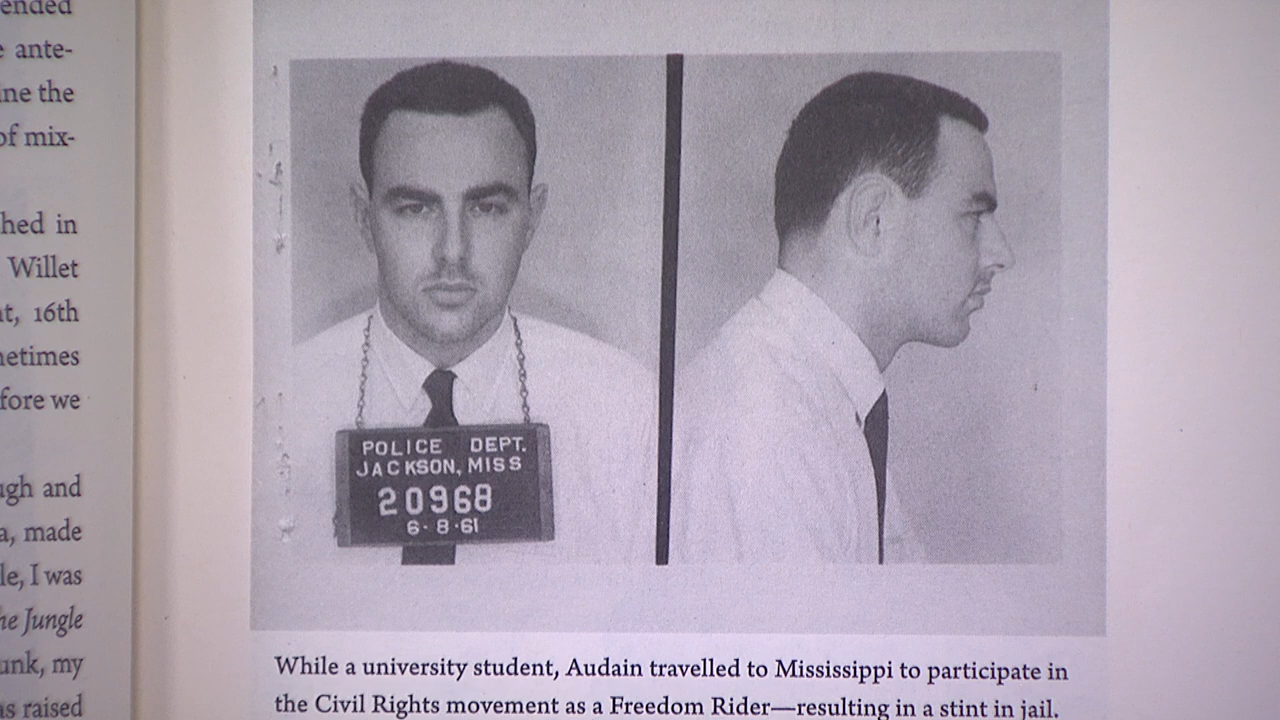 ended
ante-
ine the
of mix-
hed in
Willet
16th
netimes
fore we
ugh and
a, made
le, I was
he Jungle
unk, my
as raised
POLICE DEPT.
JACKSON, MISS
20968
6-8-61
While a university student, Audain travelled to Mississippi to participate in
the Civil Rights movement as a Freedom Rider—resulting in a stint in jail.